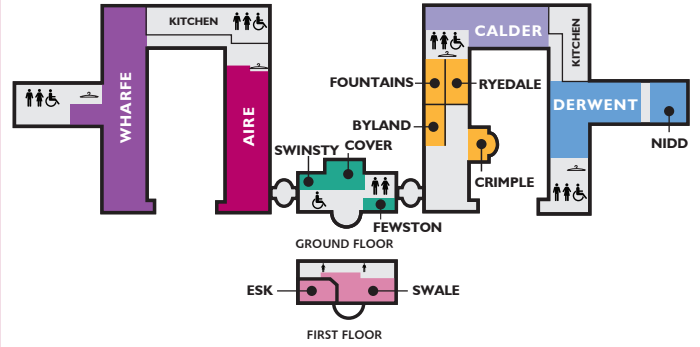 KITCHEN
CALDER
KITCHEN
FOUNTAINS
RYEDALE
WHARFE
AIRE
DERWENT
BYLAND
NIDD
SWINSTY
COVER
CRIMPLE
FEWSTON
GROUND FLOOR
ESK
SWALE
FIRST FLOOR